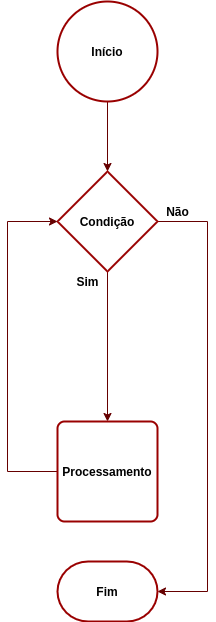 Início
Condição
Não
Sim
Processamento
Fim